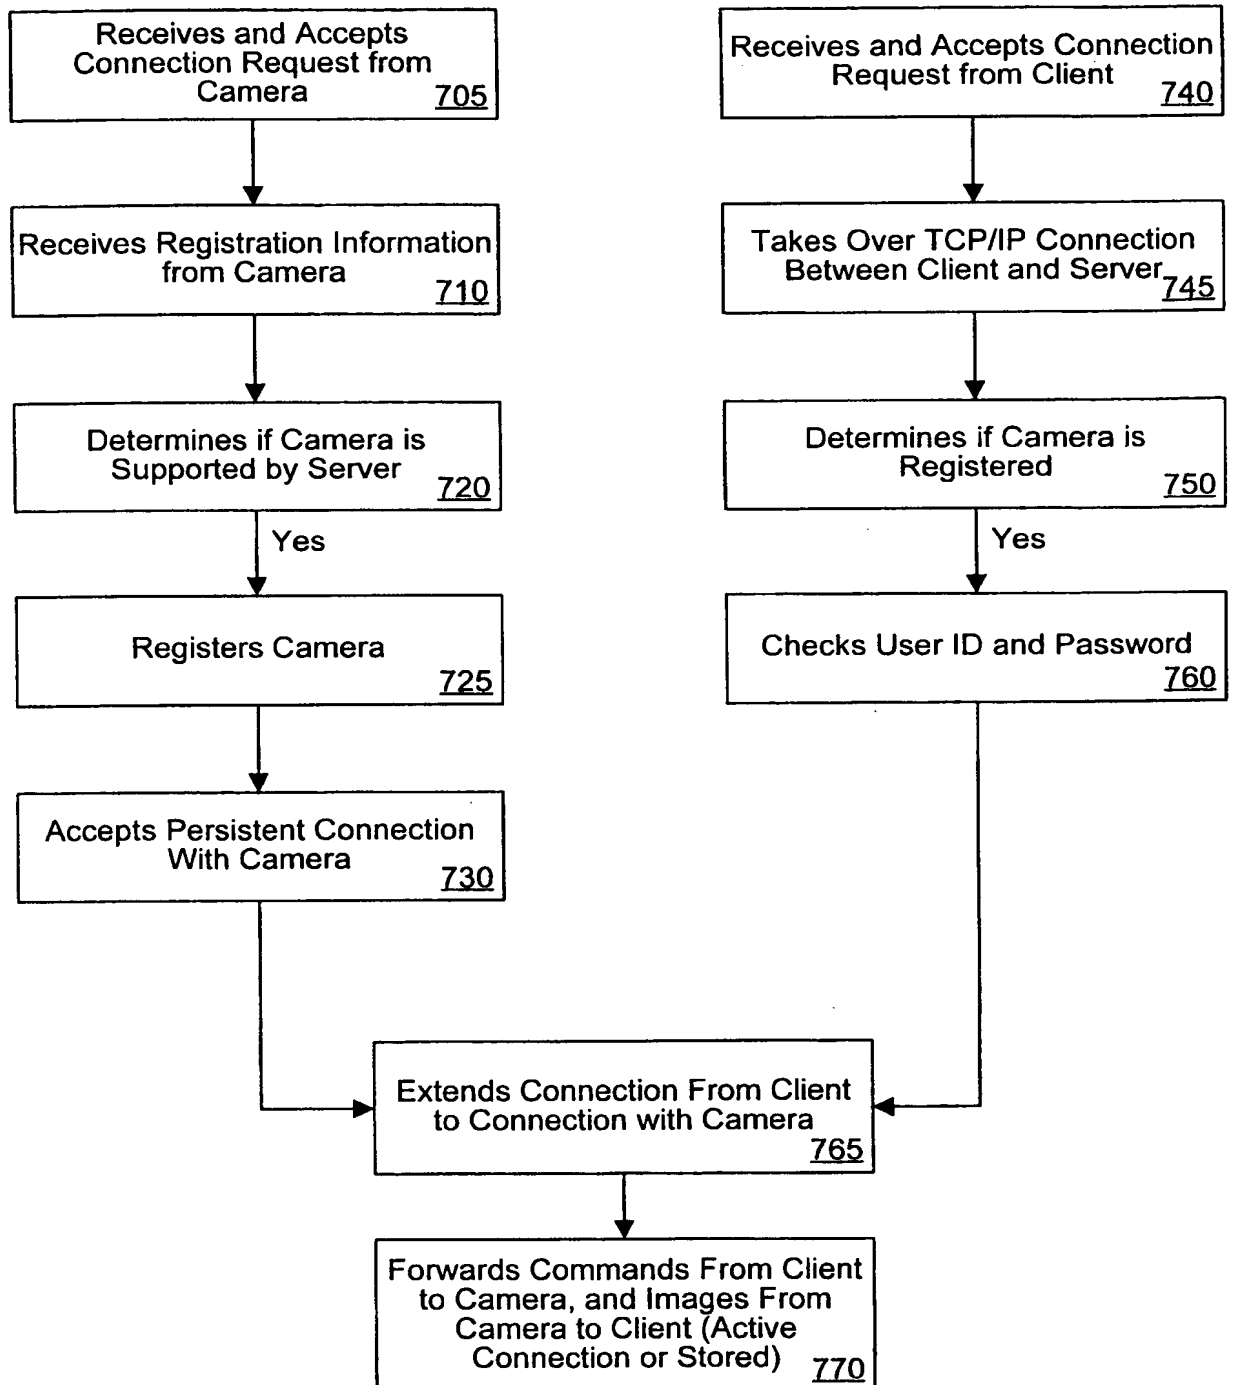 Receives and Accepts
Connection Request from
Camera 705
Receives Registration Information
from Camera 710
Determines if Camera is
Supported by Server 720
Yes
Registers Camera
725
Accepts Persistent Connection
With Camera 730
Receives and Accepts Connection
Request from Client 740
Takes Over TCP/IP Connection
Between Client and Server 745
Determines if Camera is
Registered 750
Yes
Checks User ID and Password
760
Extends Connection From Client
to Connection with Camera
765
Forwards Commands From Client
to Camera, and Images From
Camera to Client (Active
Connection or Stored) 770